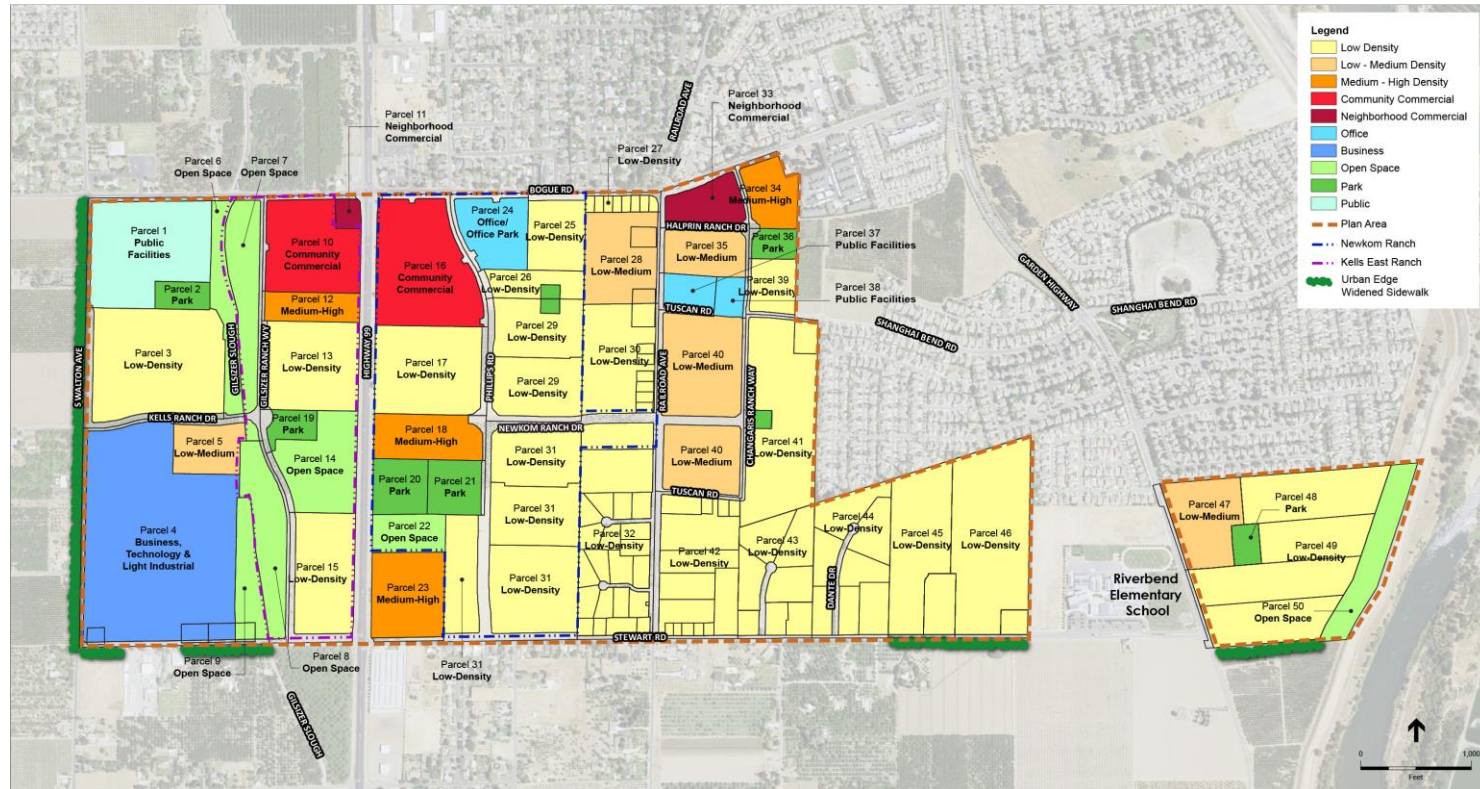 Legend
Low Density
Low - Medium Density
Medium - High Density
Community Commercial
Neighborhood Commercial
Office
Business
Open Space
Park
Public
Plan Area
Newkom Ranch
Kells East Ranch
Urban Edge
Widened Sidewalk
RAILROAD AVE
Parcel 33
Neighborhood
Commercial
Parcel 11
Neighborhood
Commercial
Parcel 27
Low-Density
Parcel 6
Open Space
Parcel 7
Open Space
BOGUE RD
Parcel 34
Medium-High
Parcel 1
Public
Facilities
Parcel 10
Community
Commercial
Parcel 24
Office/
Office Park
Parcel 25
Low-Density
HALPRIN RANCH DR
Parcel 36
Park
Parcel 37
Public Facilities
Parcel 28
Low-Medium
Parcel 35
Low-Medium
Parcel 16
Community
Commercial
Parcel 26
Low-Density
Parcel 39
Low-Density
Parcel 38
Public Facilities
GARDEN HIGHWAY
SHANGHAI BEND RD
Parcel 2
Park
Parcel 12
Medium-High
TUSCAN RD
SHANGHAI BEND RD
S WALTON AVE
Parcel 3
Low-Density
GILSIZER SLOUGH
GILSIZER RANCH WY
Parcel 13
Low-Density
HIGHWAY 99
Parcel 17
Low-Density
PHILLIPS RD
Parcel 29
Low-Density
Parcel 29
Low-Density
Parcel 30
Low-Density
RAILROAD AVE
Parcel 40
Low-Medium
CHANGARIS RANCH WAY
KELLS RANCH DR
Parcel 19
Park
Parcel 18
Medium-High
NEWKOM RANCH DR
Parcel 5
Low-Medium
Parcel 14
Open Space
Parcel 31
Low-Density
Parcel 40
Low-Medium
Parcel 41
Low-Density
Parcel 20
Park
Parcel 21
Park
TUSCAN RD
Parcel 4
Business,
Technology &
Light Industrial
Parcel 22
Open Space
Parcel 31
Low-Density
Parcel 32
Low-Density
Parcel 44
Low-Density
Parcel 43
Low-Density
Parcel 45
Low-Density
Parcel 46
Low-Density
Parcel 47
Low-Medium
Parcel 48
Park
Parcel 49
Low-Density
Parcel 15
Low-Density
Parcel 23
Medium-High
Parcel 31
Low-Density
Parcel 42
Low-Density
DANTE DR
Riverbend
Elementary
School
Parcel 50
Open Space
STEWART RD
Parcel 9
Open Space
Parcel 8
Open Space
Parcel 31
Low-Density
GILSIZER SLOUGH
0
1,000
Feet